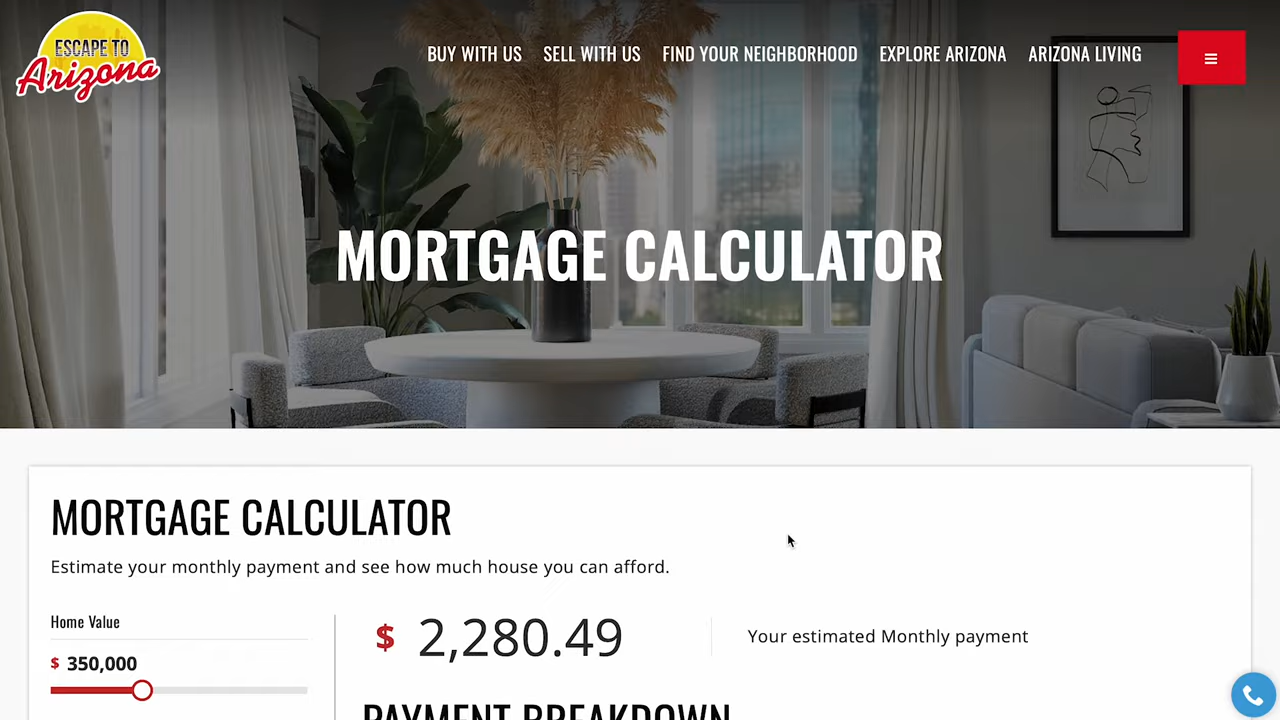 ESCAPE TO
Arizona
BUY WITH US SELL WITH US FIND YOUR NEIGHBORHOOD EXPLORE ARIZONA ARIZONA LIVING
MORTGAGE CALCULATOR
MORTGAGE CALCULATOR
Estimate your monthly payment and see how much house you can afford.
Home Value
$ 350,000
$ 2,280.49
Your estimated Monthly payment
PAYMENT BREAKDOWN